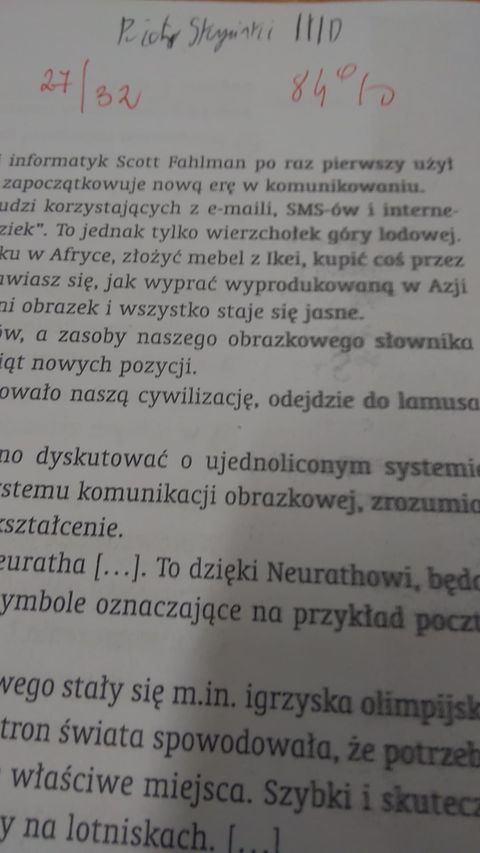 Piotr IIID
27/32 84%
informatyk Scott Fahlman po raz pierwszy użył
zapoczątkowuje nową erę w komunikowaniu.
udzi korzystających z e-maili, SMS-ów i interne-
ziek". To jednak tylko wierzchołek góry lodowej.
ku w Afryce, złożyć mebel z Ikei, kupić coś przez
awiasz się, jak wyprać wyprodukowaną w Azji
ni obrazek i wszystko staje się jasne.
ów, a zasoby naszego obrazkowego słownika
iąt nowych pozycji.
owało naszą cywilizację, odejdzie do lamusa
no dyskutować o ujednoliconym systemie
ystemu komunikacji obrazkowej, zrozumia
kształcenie.
euratha [...]. To dzięki Neurathowi, będą
ymbole oznaczające na przykład poczt
wego stały się m.in. igrzyska olimpijsk
tron świata spowodowała, że potrzeb
właściwe miejsca. Szybki i skutecz
y na lotniskach. [...]